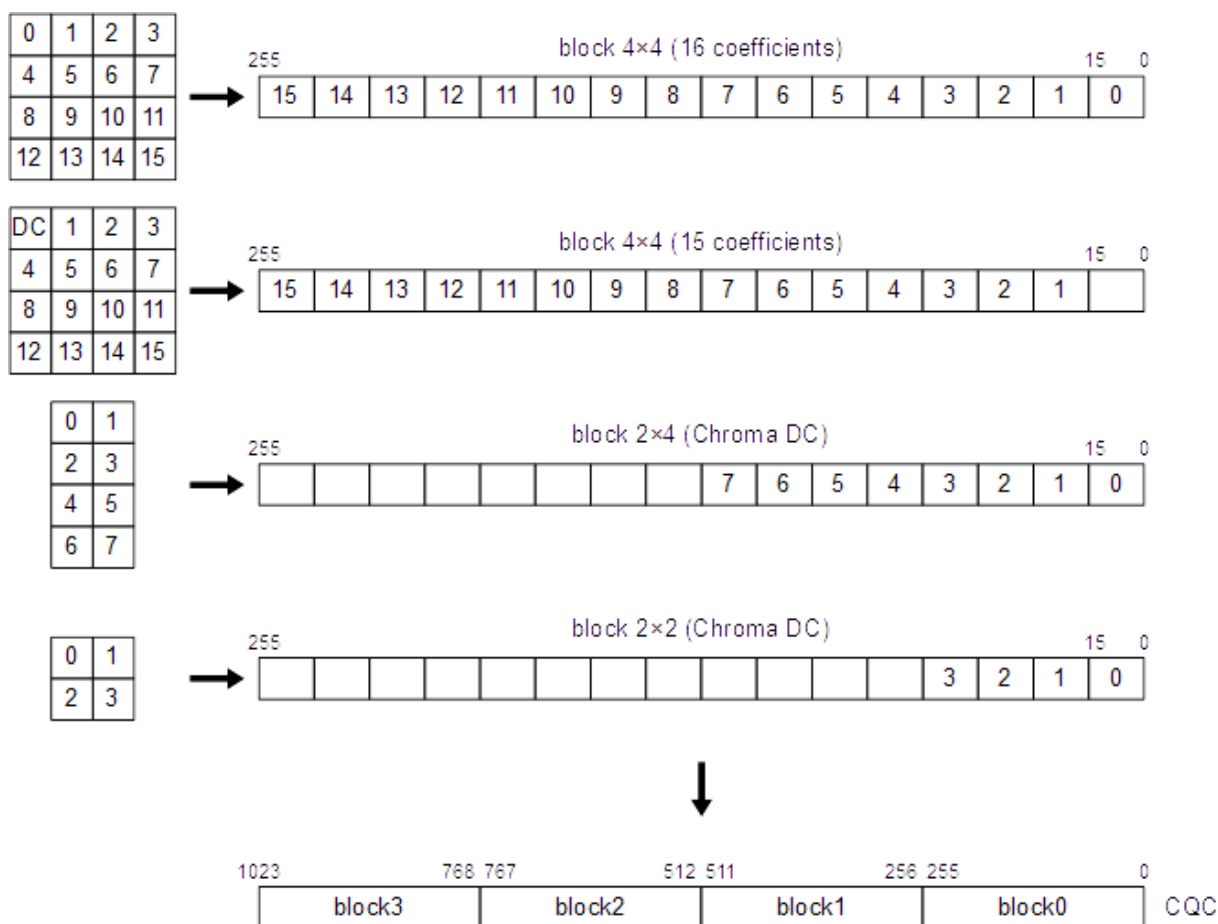 0 1 2 3
4 5 6 7
8 9 10 11
12 13 14 15
block 4×4 (16 coefficients)
255 15 0
15 14 13 12 11 10 9 8 7 6 5 4 3 2 1 0
DC 1 2 3
4 5 6 7
8 9 10 11
12 13 14 15
block 4×4 (15 coefficients)
255 15 0
15 14 13 12 11 10 9 8 7 6 5 4 3 2 1
0 1
2 3
4 5
6 7
block 2×4 (Chroma DC)
255 15 0
7 6 5 4 3 2 1 0
0 1
2 3
block 2×2 (Chroma DC)
255 15 0
3 2 1 0
1023 768 767 512 511 256 255 0
block3 block2 block1 block0 CQC